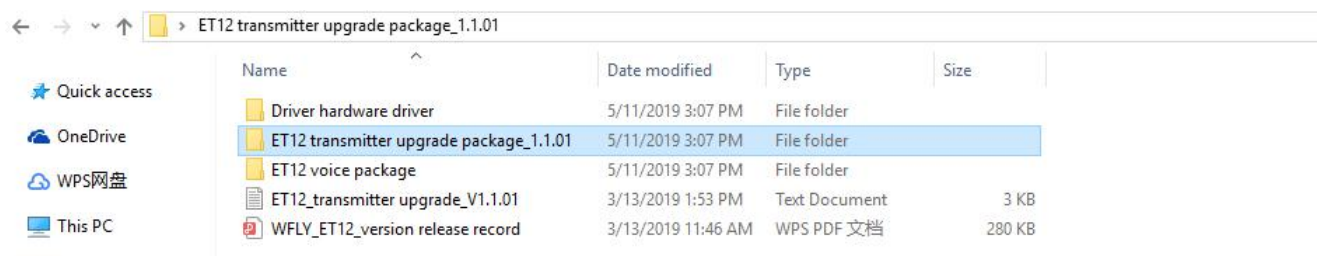 ET12 transmitter upgrade package_1.1.01
Name Date modified Type Size
Quick access
Driver hardware driver 5/11/2019 3:07 PM File folder
OneDrive
ET12 transmitter upgrade package_1.1.01 5/11/2019 3:07 PM File folder
ET12 voice package 5/11/2019 3:07 PM File folder
WPS网盘
ET12_transmitter upgrade_V1.1.01 3/13/2019 1:53 PM Text Document 3 KB
This PC
WFLY_ET12_version release record 3/13/2019 11:46 AM WPS PDF 文档 280 KB